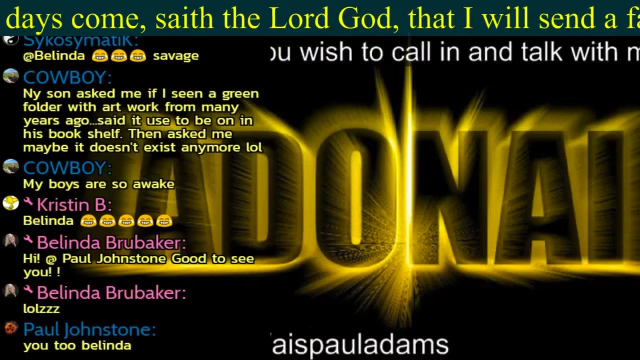 days come, saith the Lord God, that I will send a fa
ou wish to call in and talk with m
SykosymatiK:
@Belinda 😂😂😂 savage
COWBOY:
Ny son asked me if I seen a green
folder with art work from many
years ago...said it use to be on in
his book shelf. Then asked me
maybe it doesn't exist anymore lol
COWBOY:
My boys are so awake
Kristin B:
Belinda 😂😂😂😂😂
Belinda Brubaker:
Hi! @ Paul Johnstone Good to see
you! !
Belinda Brubaker:
lolzzz
Paul Johnstone:
you too belinda
ADONAI
aispauladams